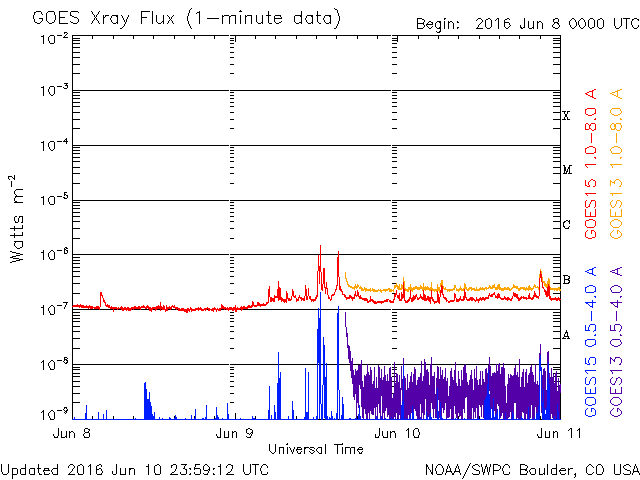 GOES Xray Flux (1-minute data)
Begin: 2016 Jun 8 0000 UTC
Watts m⁻²
10⁻²
10⁻³
10⁻⁴
10⁻⁵
10⁻⁶
10⁻⁷
10⁻⁸
10⁻⁹
X
M
C
B
A
GOES15 1.0-8.0 A
GOES13 1.0-8.0 A
GOES15 0.5-4.0 A
GOES13 0.5-4.0 A
Jun 8
Jun 9
Jun 10
Jun 11
Universal Time
Updated 2016 Jun 10 23:59:12 UTC
NOAA/SWPC Boulder, CO USA